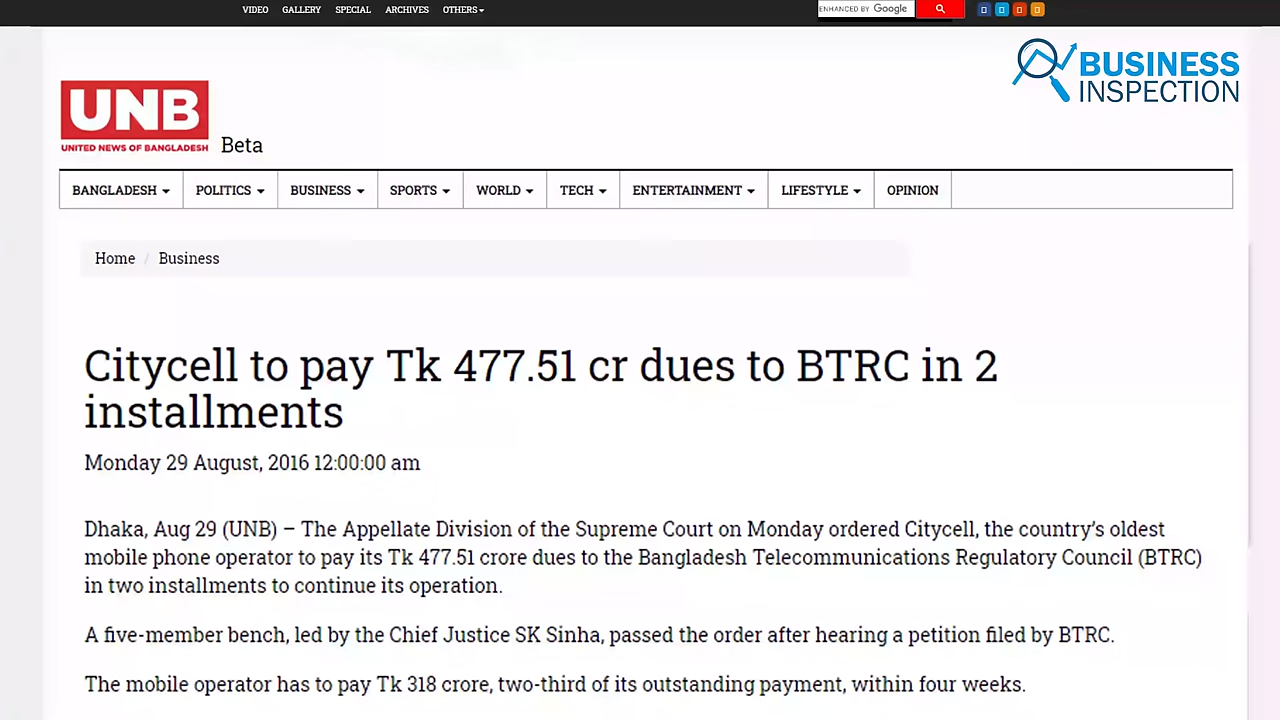 VIDEO GALLERY SPECIAL ARCHIVES OTHERS
ENHANCED BY Google
BUSINESS
INSPECTION
UNB
UNITED NEWS OF BANGLADESH
Beta
BANGLADESH POLITICS BUSINESS SPORTS WORLD TECH ENTERTAINMENT LIFESTYLE OPINION
Home / Business
Citycell to pay Tk 477.51 cr dues to BTRC in 2
installments
Monday 29 August, 2016 12:00:00 am
Dhaka, Aug 29 (UNB) – The Appellate Division of the Supreme Court on Monday ordered Citycell, the country's oldest
mobile phone operator to pay its Tk 477.51 crore dues to the Bangladesh Telecommunications Regulatory Council (BTRC)
in two installments to continue its operation.
A five-member bench, led by the Chief Justice SK Sinha, passed the order after hearing a petition filed by BTRC.
The mobile operator has to pay Tk 318 crore, two-third of its outstanding payment, within four weeks.